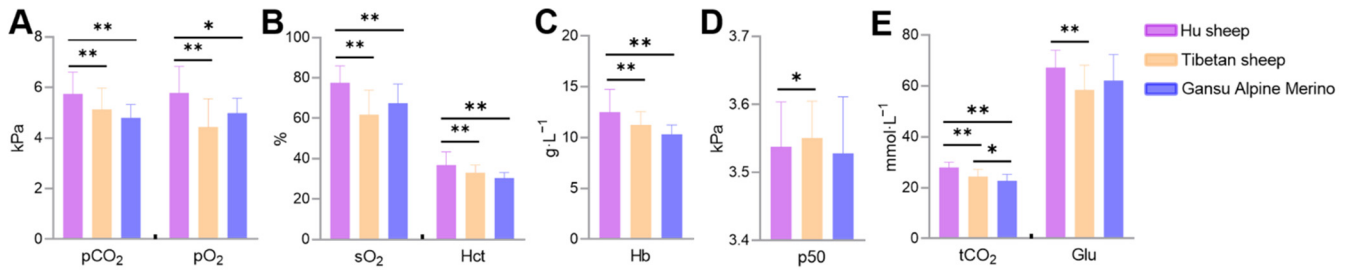 A
kPa
8
6
4
2
0
** **
** *
pCO₂ pO₂
B
%
100
80
60
40
20
0
**
**
**
**
sO₂ Hct
C
g·L⁻¹
20
15
10
5
0
**
**
Hb
D
kPa
3.7
3.6
3.5
3.4
*
p50
E
mmol·L⁻¹
80
60
40
20
0
**
**
**
*
tCO₂ Glu
Hu sheep
Tibetan sheep
Gansu Alpine Merino